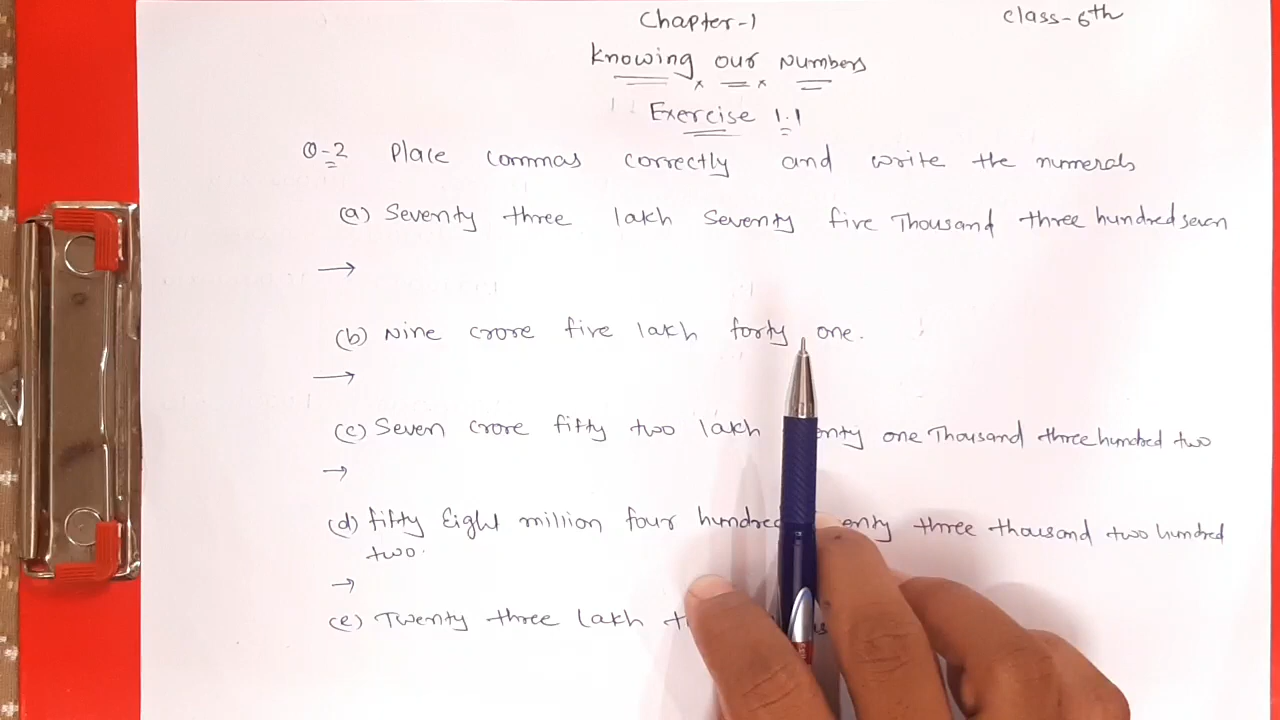 Chapter-1
Class-6th
Knowing our Numbers
Exercise 1.1
Q-2 Place commas correctly and write the numerals
(a) Seventy three lakh Seventy five Thousand three hundred seven
(b) Nine crore five lakh forty one.
(c) Seven crore fifty two lakh one Thousand three hundred two
(d) fifty Eight million four hundred three thousand two hundred
two.
(e) Twenty three lakh